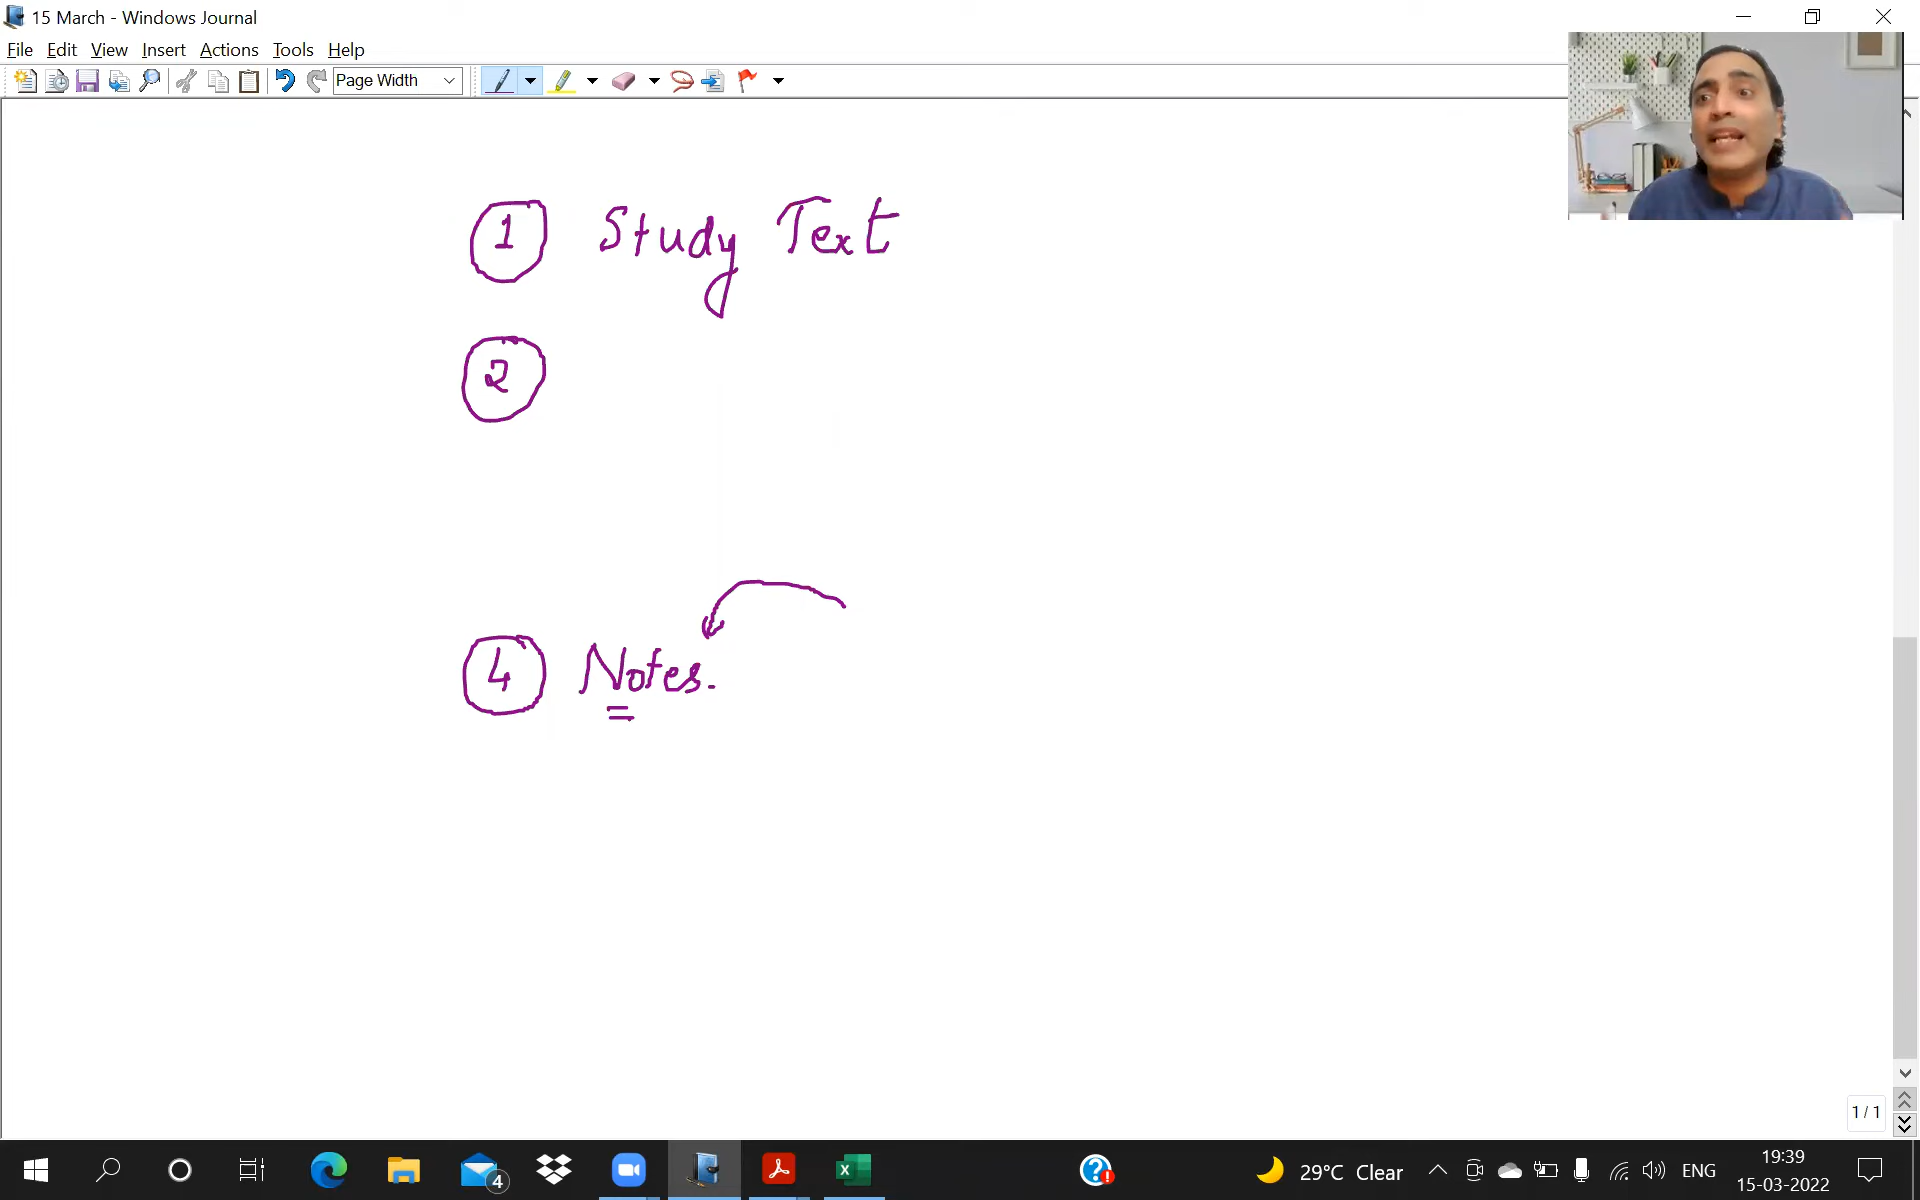 15 March - Windows Journal
File Edit View Insert Actions Tools Help
Page Width
1 Study Text
2
4 Notes.
1 / 1
4
29°C Clear
ENG
19:39
15-03-2022